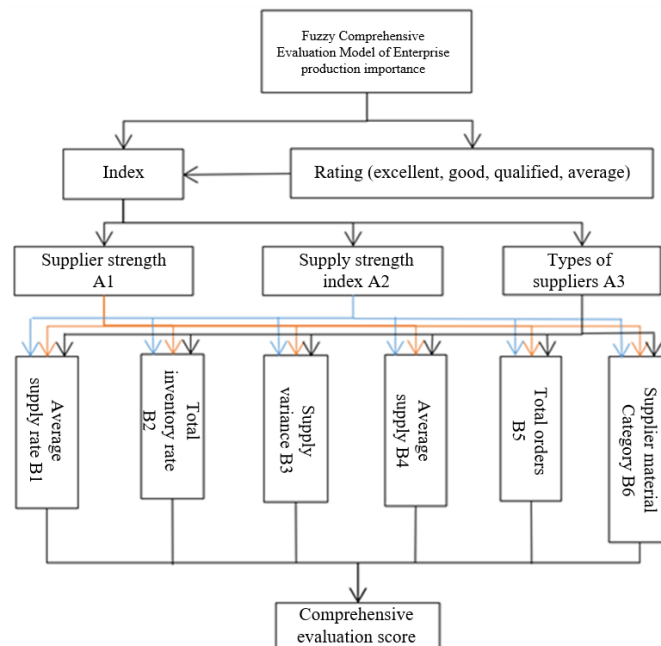 Fuzzy Comprehensive
Evaluation Model of Enterprise
production importance
Index
Rating (excellent, good, qualified, average)
Supplier strength
A1
Supply strength
index A2
Types of
suppliers A3
Average
supply rate B1
Total
inventory rate
B2
Supply
variance B3
Average
supply B4
Total orders
B5
Supplier material
Category B6
Comprehensive
evaluation score